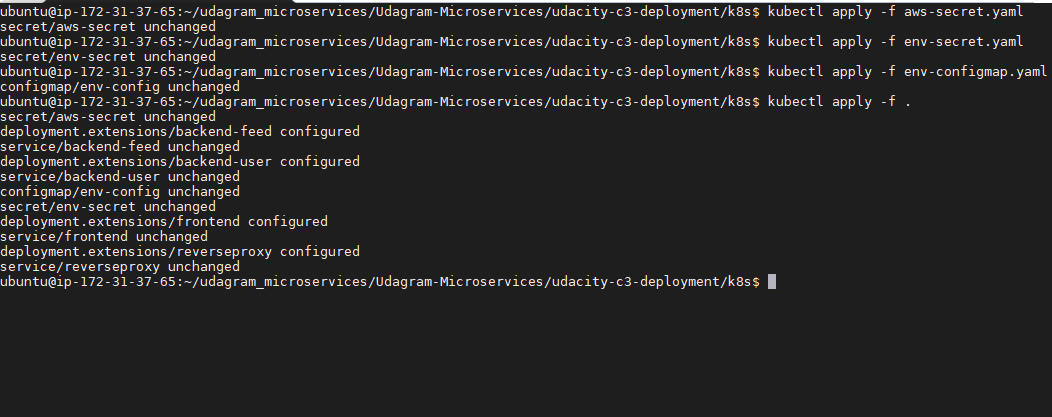 ubuntu@ip-172-31-37-65:~/udagram_microservices/Udagram-Microservices/udacity-c3-deployment/k8s$ kubectl apply -f aws-secret.yaml
secret/aws-secret unchanged
ubuntu@ip-172-31-37-65:~/udagram_microservices/Udagram-Microservices/udacity-c3-deployment/k8s$ kubectl apply -f env-secret.yaml
secret/env-secret unchanged
ubuntu@ip-172-31-37-65:~/udagram_microservices/Udagram-Microservices/udacity-c3-deployment/k8s$ kubectl apply -f env-configmap.yaml
configmap/env-config unchanged
ubuntu@ip-172-31-37-65:~/udagram_microservices/Udagram-Microservices/udacity-c3-deployment/k8s$ kubectl apply -f .
secret/aws-secret unchanged
deployment.extensions/backend-feed configured
service/backend-feed unchanged
deployment.extensions/backend-user configured
service/backend-user unchanged
configmap/env-config unchanged
secret/env-secret unchanged
deployment.extensions/frontend configured
service/frontend unchanged
deployment.extensions/reverseproxy configured
service/reverseproxy unchanged
ubuntu@ip-172-31-37-65:~/udagram_microservices/Udagram-Microservices/udacity-c3-deployment/k8s$